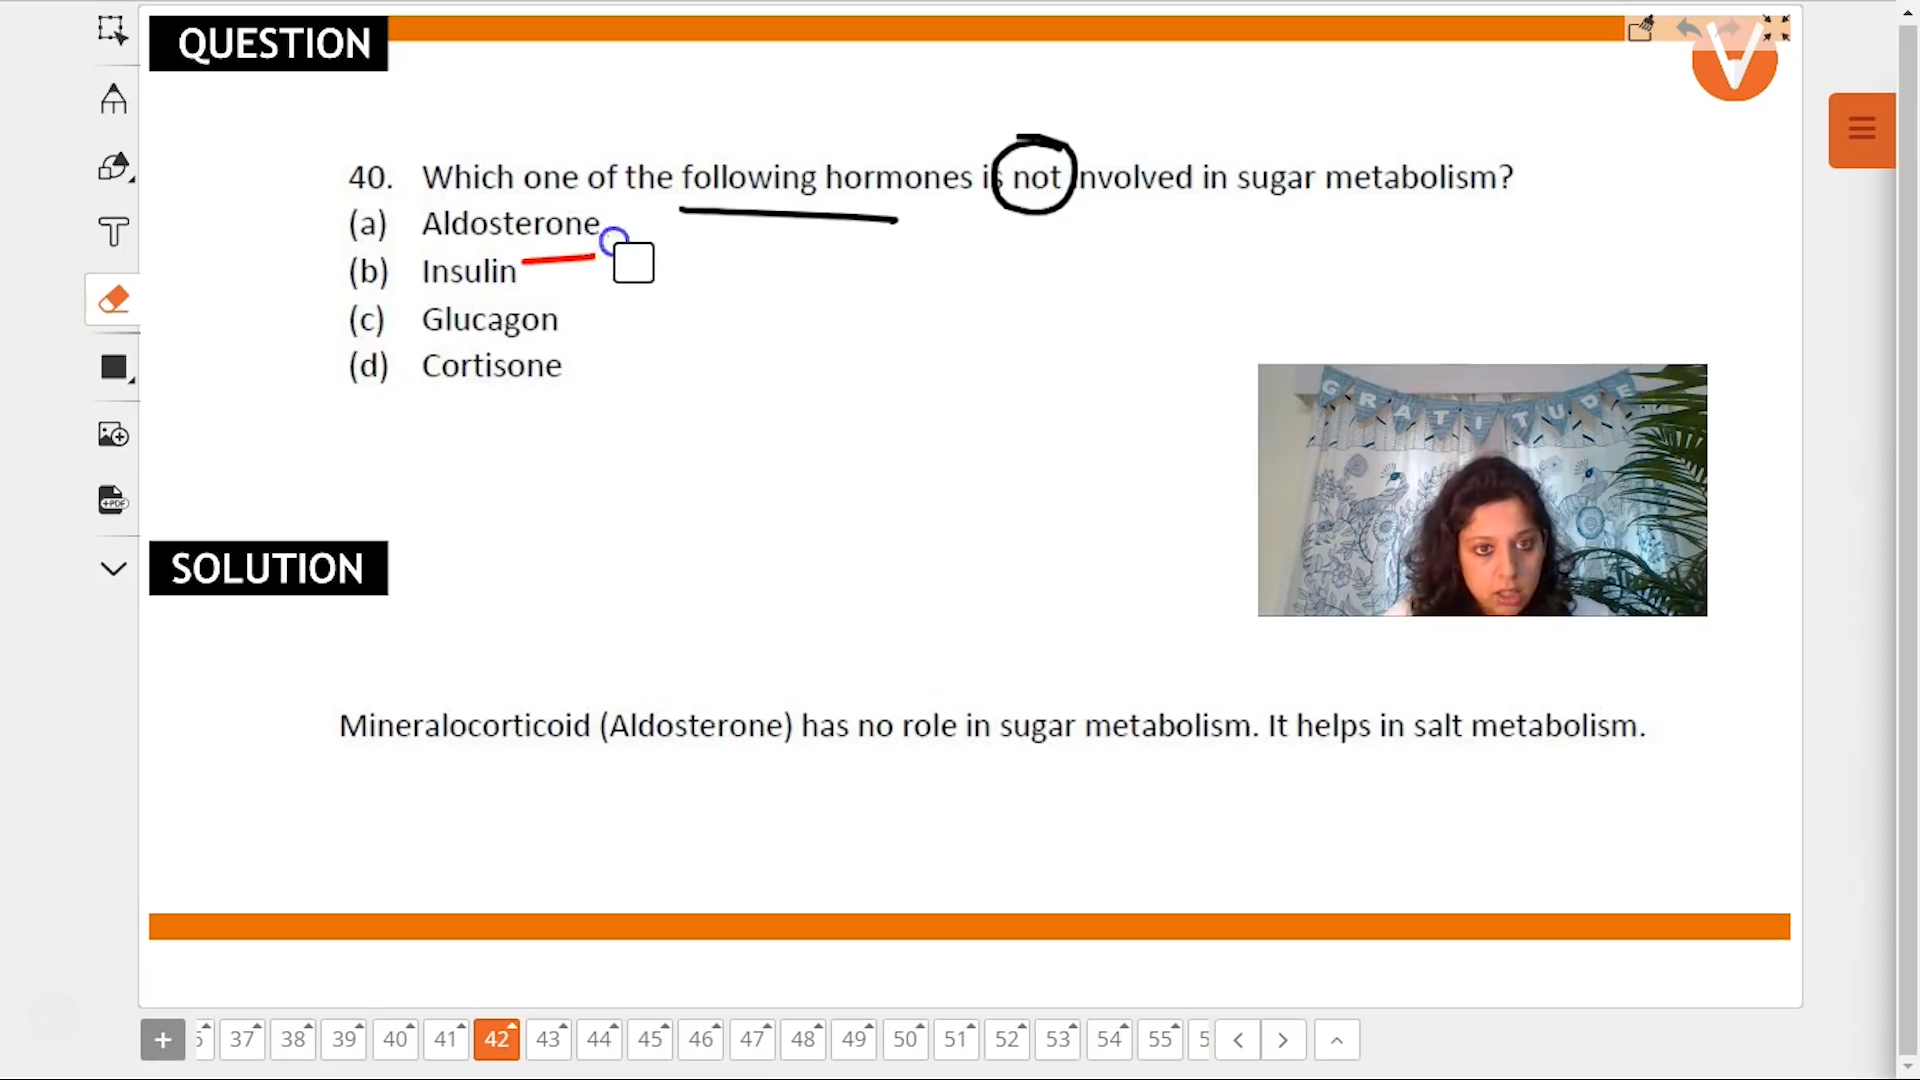 QUESTION
40. Which one of the following hormones is not involved in sugar metabolism?
(a) Aldosterone
(b) Insulin
(c) Glucagon
(d) Cortisone
GRATITUDE
SOLUTION
Mineralocorticoid (Aldosterone) has no role in sugar metabolism. It helps in salt metabolism.
+PDF
37 38 39 40 41 42 43 44 45 46 47 48 49 50 51 52 53 54 55